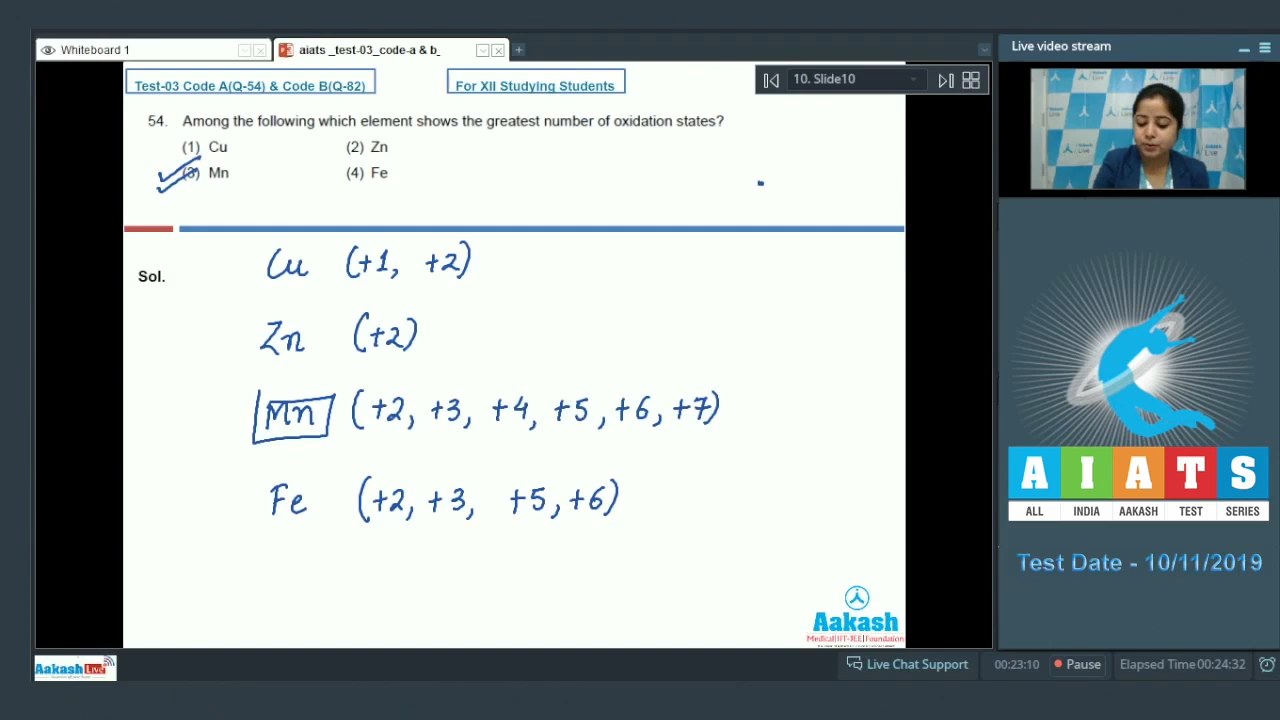 Whiteboard 1
aiats _test-03_code-a & b_
Live video stream
Test-03 Code A(Q-54) & Code B(Q-82)
For XII Studying Students
10. Slide10
54. Among the following which element shows the greatest number of oxidation states?
(1) Cu
(2) Zn
(3) Mn
(4) Fe
Sol.
Cu (+1, +2)
Zn (+2)
Mn (+2, +3, +4, +5, +6, +7)
Fe (+2, +3, +5, +6)
A I A T S
ALL INDIA AAKASH TEST SERIES
Test Date - 10/11/2019
Aakash
Medical|IIT-JEE|Foundation
Aakash Live
Live Chat Support
00:23:10
Pause
Elapsed Time 00:24:32